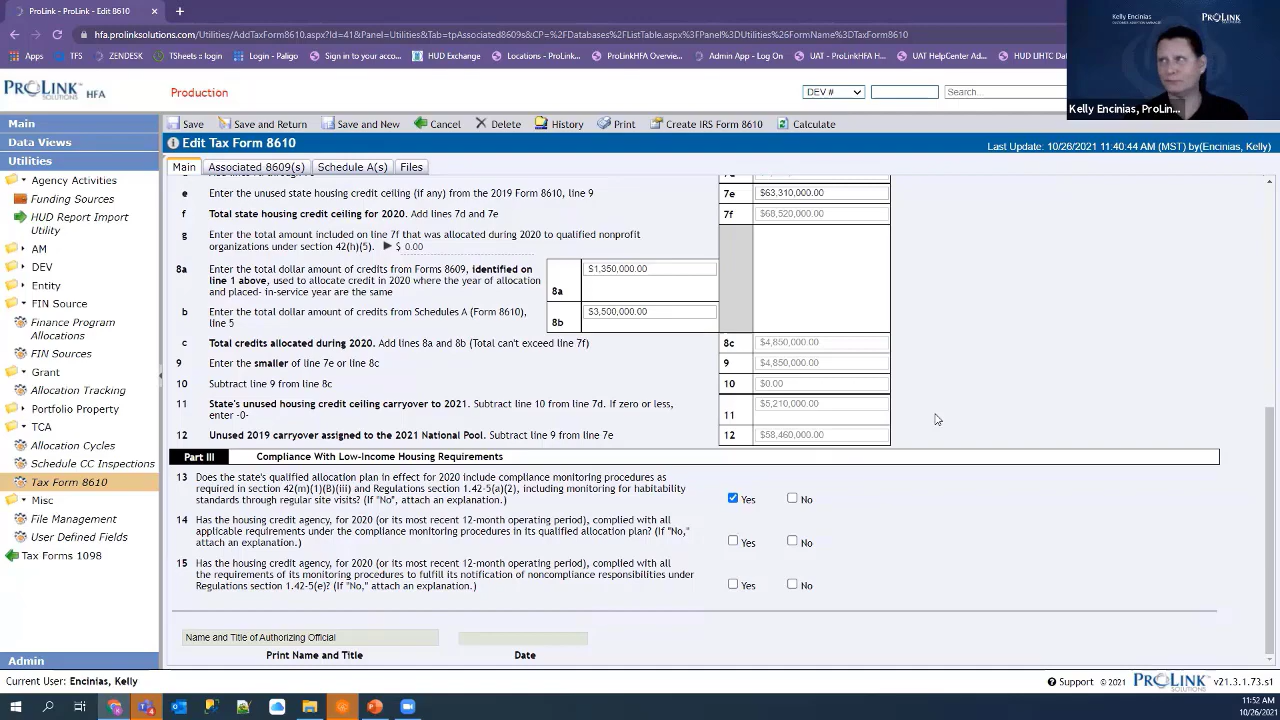 ProLink - ProLink - Edit 8610
hfa.prolinksolutions.com/Utilities/AddTaxForm8610.aspx?Id=41&Panel=Utilities&Form=Associated8609s&CF=%2FDatabases%2FListTable.aspx%3FPanel%3DUtilities%26FormName%3DTaxForm8610
Apps TFS ZENDESK TSheets :: login Login - Paligo Sign in to your acco... HUD Exchange Locations - ProLinkf... ProLinkHFA Overvie... Admin App - Log On UAT - ProLinkHFA H... UAT HelpCenter Ad... HUD LIHTC Dat
Kelly Encinias
ProLink
Kelly Encinias, ProLin...
PROLINK HFA
SOLUTIONS
Production
DEV #
Search...
Save Save and Return Save and New Cancel Delete History Print Create IRS Form 8610 Calculate
Edit Tax Form 8610
Last Update: 10/26/2021 11:40:44 AM (MST) by(Encinias, Kelly)
Main Associated 8609(s) Schedule A(s) Files
Main
Data Views
Utilities
Agency Activities
Funding Sources
HUD Report Import
Utility
AM
DEV
Entity
FIN Source
Finance Program
Allocations
FIN Sources
Grant
Allocation Tracking
Portfolio Property
TCA
Allocation Cycles
Schedule CC Inspections
Tax Form 8610
Misc
File Management
User Defined Fields
Tax Forms 1098
Admin
e Enter the unused state housing credit ceiling (if any) from the 2019 Form 8610, line 9 7e $63,310,000.00
f Total state housing credit ceiling for 2020. Add lines 7d and 7e 7f $68,520,000.00
g Enter the total amount included on line 7f that was allocated during 2020 to qualified nonprofit
organizations under section 42(h)(5). $ 0.00
8a Enter the total dollar amount of credits from Forms 8609, identified on
line 1 above, used to allocate credit in 2020 where the year of allocation
and placed- in-service year are the same
8a $1,350,000.00
b Enter the total dollar amount of credits from Schedules A (Form 8610),
line 5
8b $3,500,000.00
c Total credits allocated during 2020. Add lines 8a and 8b (Total can't exceed line 7f) 8c $4,850,000.00
9 Enter the smaller of line 7e or line 8c 9 $4,850,000.00
10 Subtract line 9 from line 8c 10 $0.00
11 State's unused housing credit ceiling carryover to 2021. Subtract line 10 from line 7d. If zero or less,
enter -0-
11 $5,210,000.00
12 Unused 2019 carryover assigned to the 2021 National Pool. Subtract line 9 from line 7e 12 $58,460,000.00
Part III Compliance With Low-Income Housing Requirements
13 Does the state's qualified allocation plan in effect for 2020 include compliance monitoring procedures as
required in section 42(m)(1)(B)(iii) and Regulations section 1.42-5(a)(2), including monitoring for habitability
standards through regular site visits? (If "No", attach an explanation.) Yes No
14 Has the housing credit agency, for 2020 (or its most recent 12-month operating period), complied with all
applicable requirements under the compliance monitoring procedures in its qualified allocation plan? (If "No,"
attach an explanation.) Yes No
15 Has the housing credit agency, for 2020 (or its most recent 12-month operating period), complied with all
the requirements of its monitoring procedures to fulfill its notification of noncompliance responsibilities under
Regulations section 1.42-5(e)? (If "No," attach an explanation.) Yes No
Name and Title of Authorizing Official
Print Name and Title Date
Current User: Encinias, Kelly
Support © 2021 PROLINK SOLUTIONS v21.3.1.73.s1
11:52 AM
10/26/2021